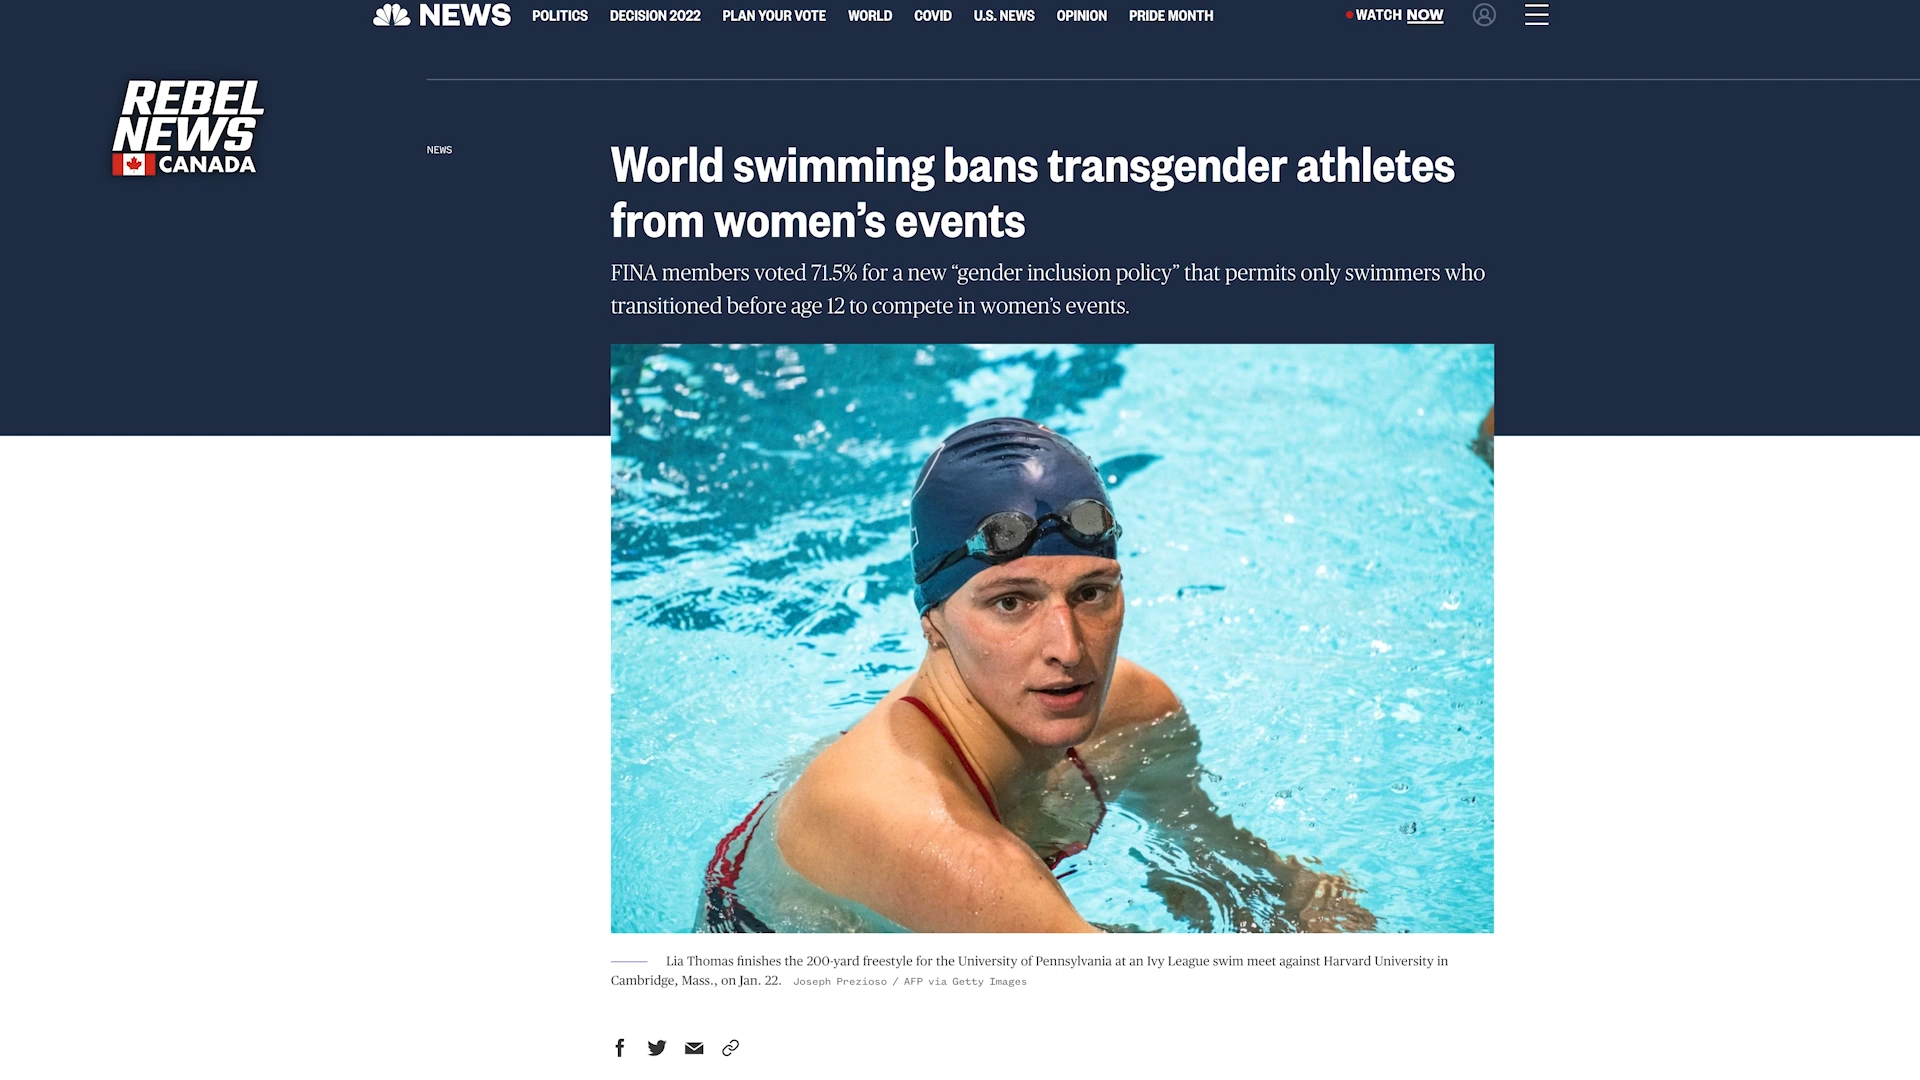 NEWS POLITICS DECISION 2022 PLAN YOUR VOTE WORLD COVID U.S. NEWS OPINION PRIDE MONTH WATCH NOW
REBEL
NEWS
CANADA
NEWS
World swimming bans transgender athletes
from women’s events
FINA members voted 71.5% for a new “gender inclusion policy” that permits only swimmers who
transitioned before age 12 to compete in women’s events.
Lia Thomas finishes the 200-yard freestyle for the University of Pennsylvania at an Ivy League swim meet against Harvard University in
Cambridge, Mass., on Jan. 22. Joseph Prezioso / AFP via Getty Images